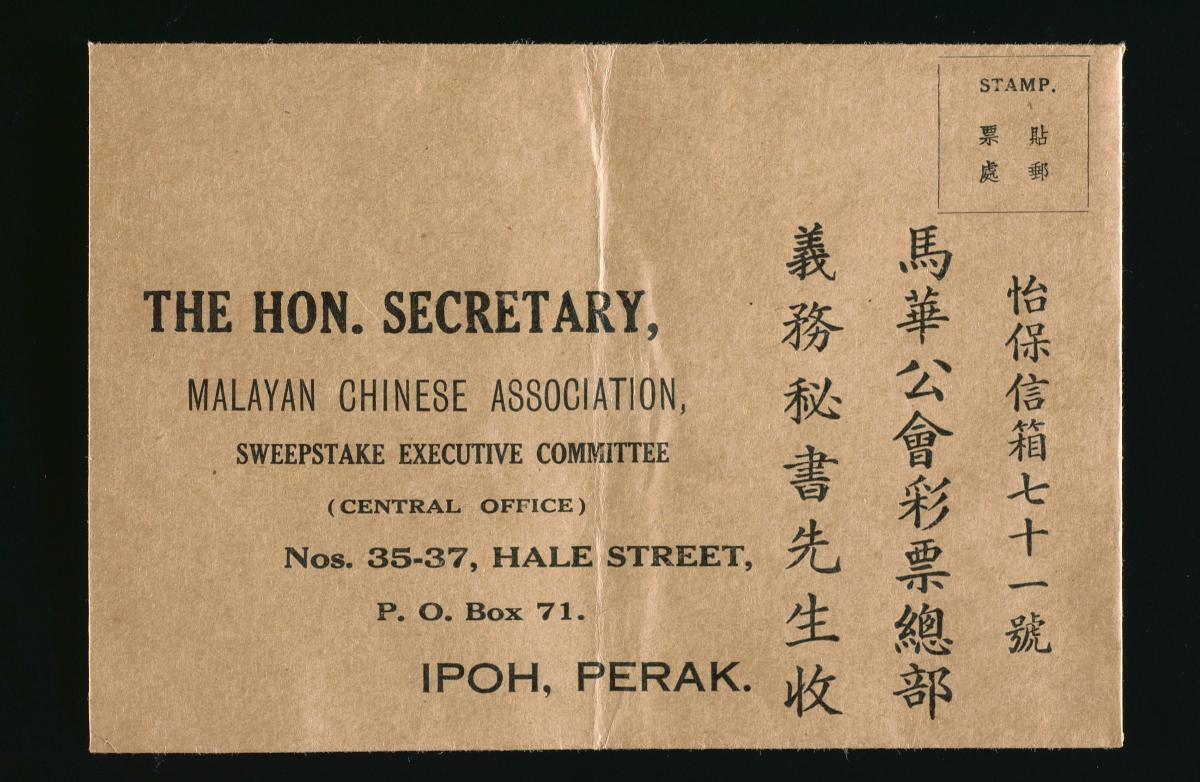 STAMP.
貼郵
票處
THE HON. SECRETARY,
MALAYAN CHINESE ASSOCIATION,
SWEEPSTAKE EXECUTIVE COMMITTEE
(CENTRAL OFFICE)
Nos. 35-37, HALE STREET,
P. O. Box 71.
IPOH, PERAK.
怡保信箱七十一號
馬華公會彩票總部
義務秘書先生收